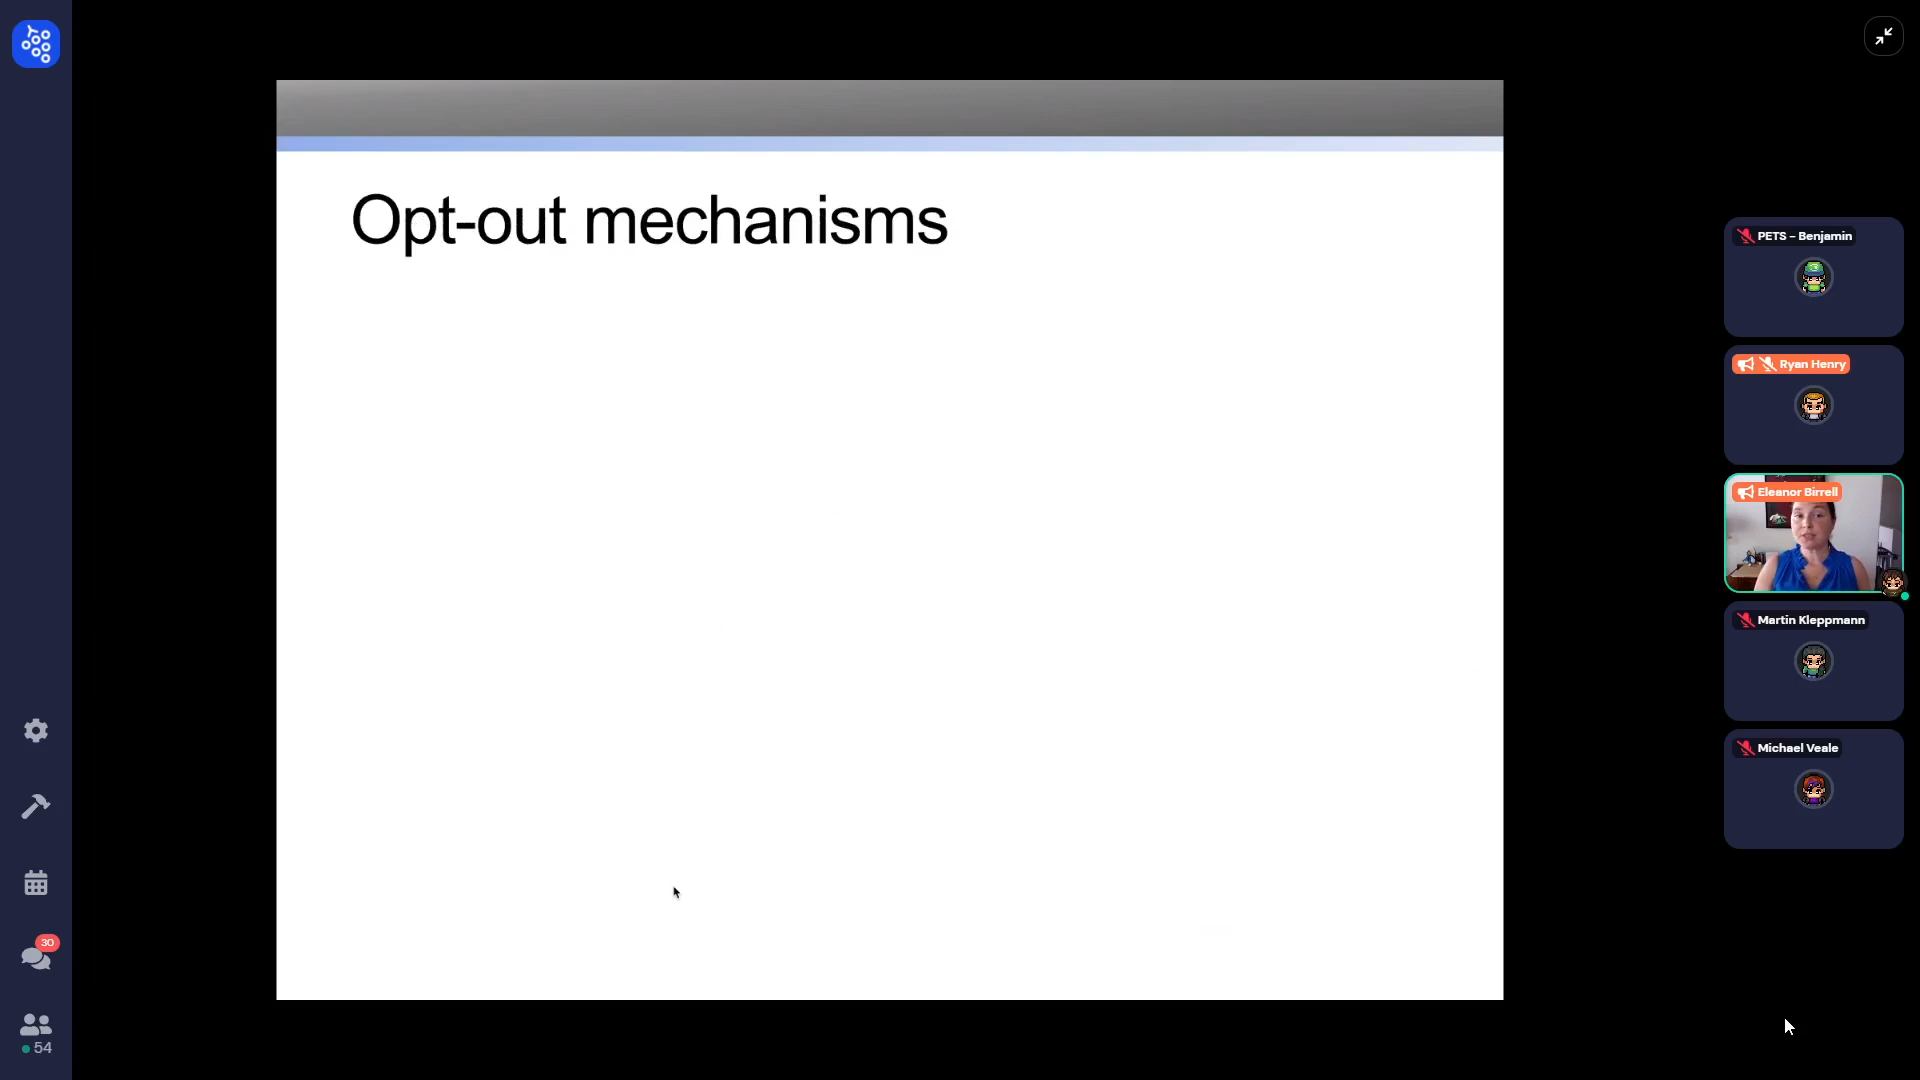 Opt-out mechanisms
PETS – Benjamin
Ryan Henry
Eleanor Birrell
Martin Kleppmann
Michael Veale
30
54